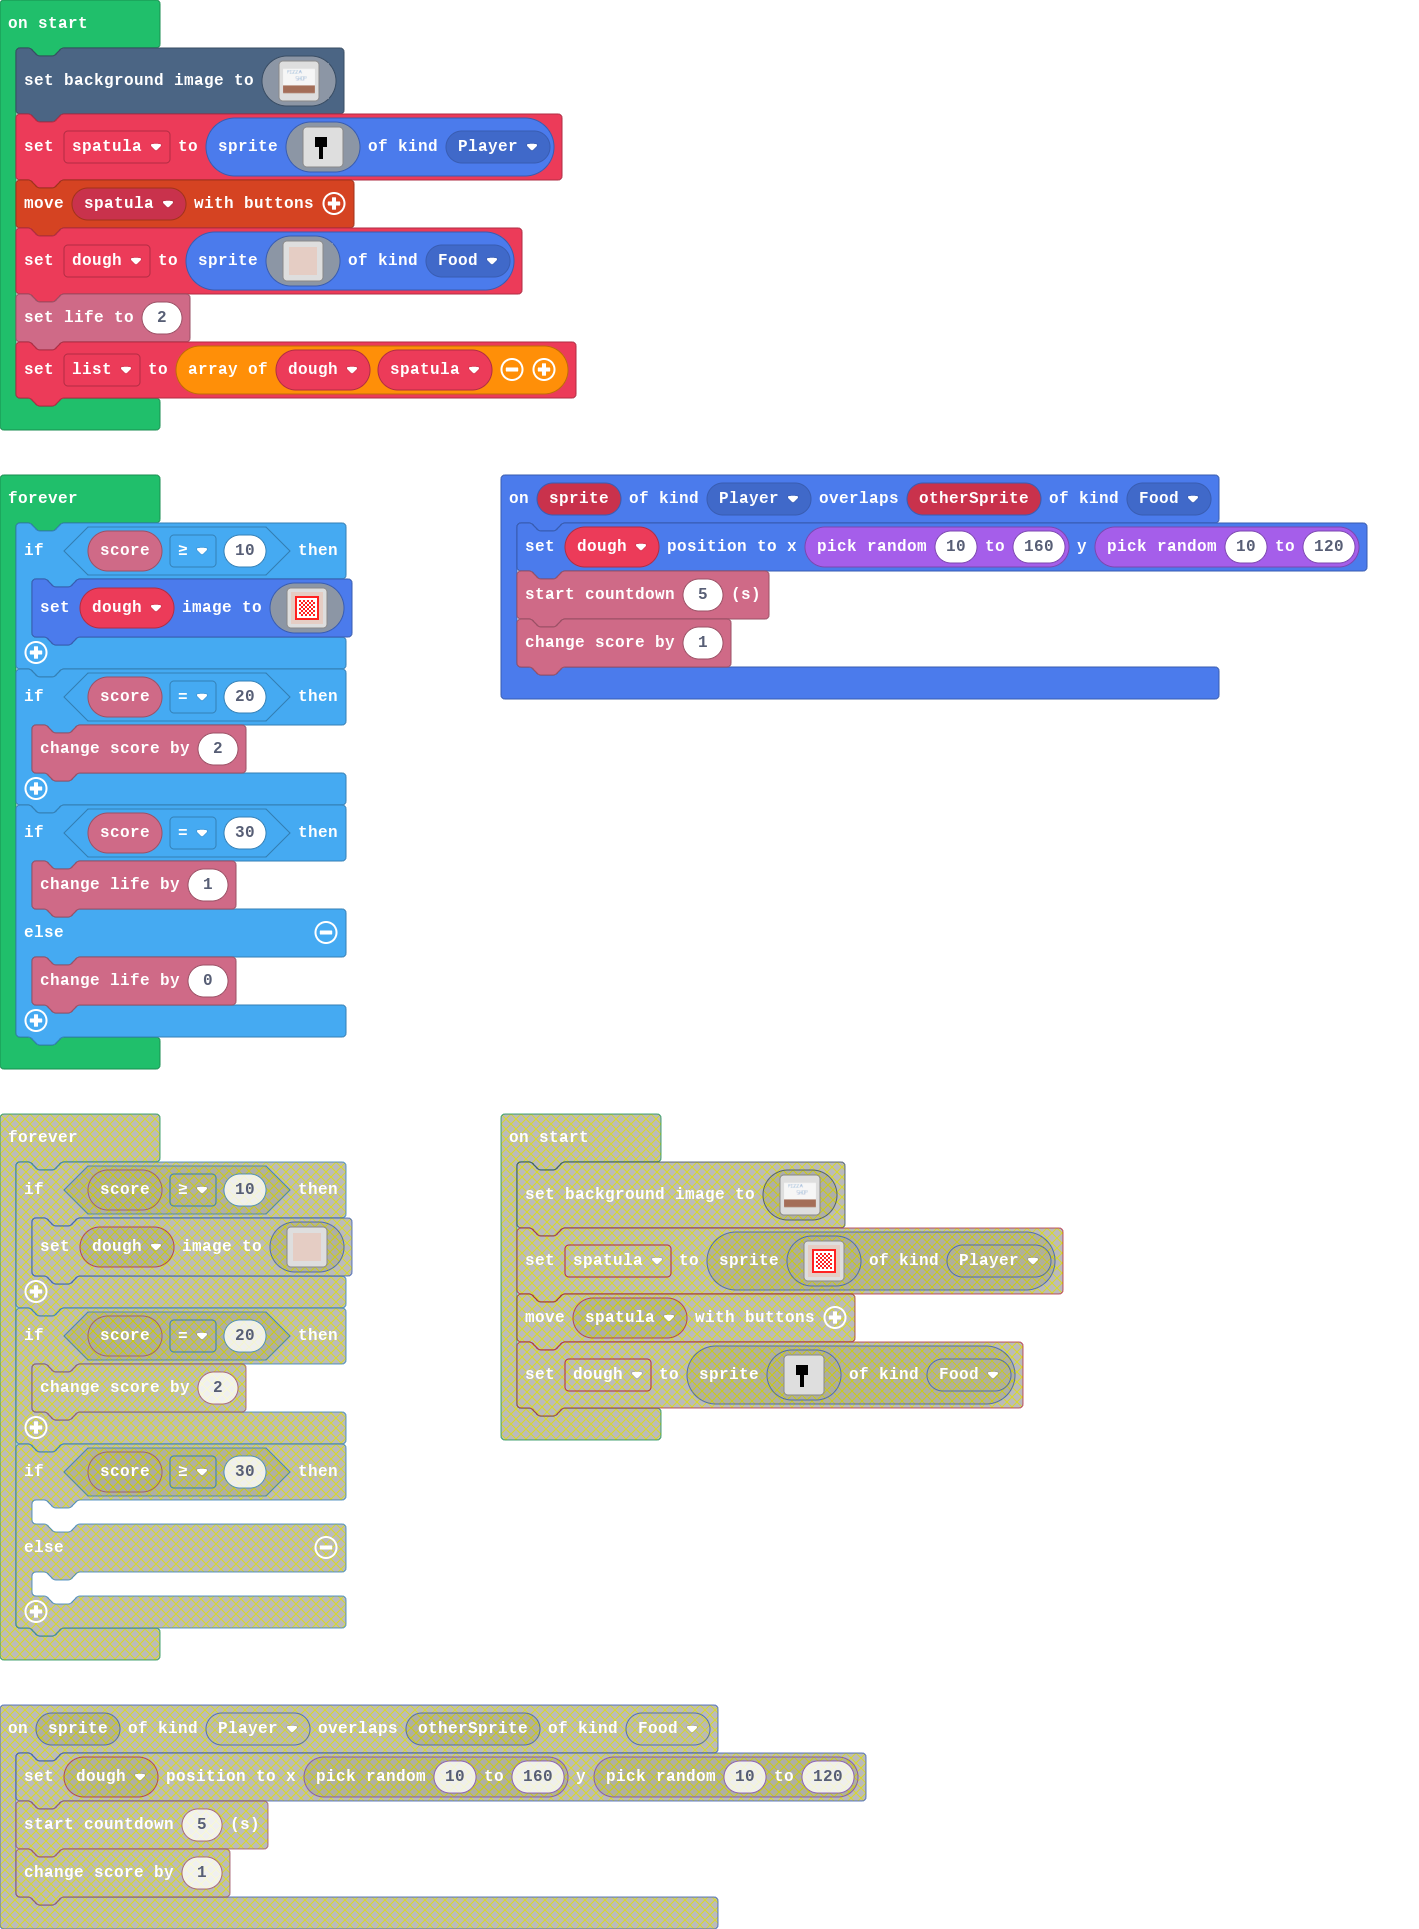 on start
set background image to
set spatula to sprite of kind Player
move spatula with buttons
set dough to sprite of kind Food
set life to 2
set list to array of dough spatula
forever
if score ≥ 10 then
set dough image to
if score = 20 then
change score by 2
if score = 30 then
change life by 1
else
change life by 0
on sprite of kind Player overlaps otherSprite of kind Food
set dough position to x pick random 10 to 160 y pick random 10 to 120
start countdown 5 (s)
change score by 1
forever
if score ≥ 10 then
set dough image to
if score = 20 then
change score by 2
if score ≥ 30 then
else
on start
set background image to
set spatula to sprite of kind Player
move spatula with buttons
set dough to sprite of kind Food
on sprite of kind Player overlaps otherSprite of kind Food
set dough position to x pick random 10 to 160 y pick random 10 to 120
start countdown 5 (s)
change score by 1